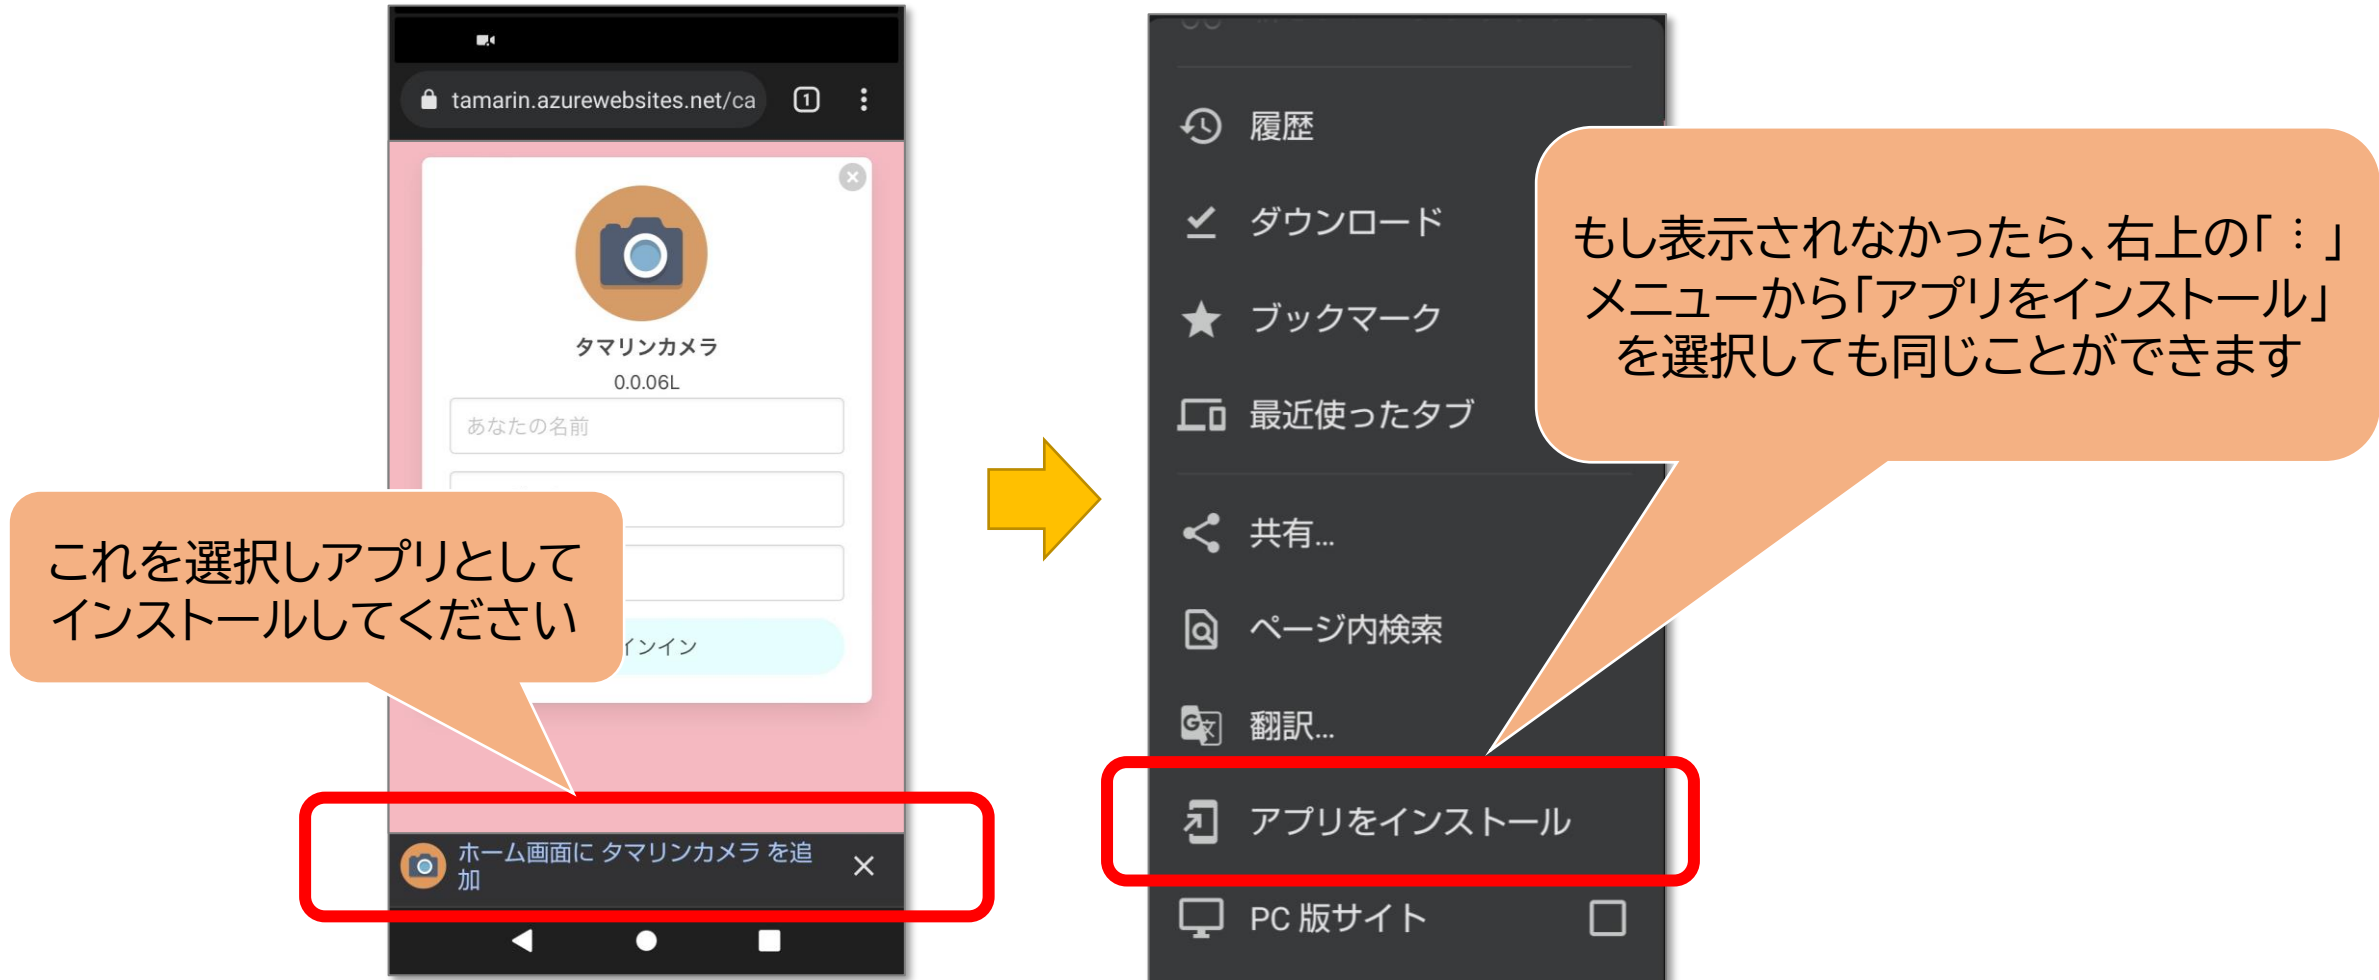 tamarin.azurewebsites.net/ca
1
タマリンカメラ
0.0.06L
あなたの名前
これを選択しアプリとして
インストールしてください
インイン
ホーム画面に タマリンカメラ を追
加
履歴
ダウンロード
ブックマーク
最近使ったタブ
共有...
ページ内検索
翻訳...
アプリをインストール
PC 版サイト
もし表示されなかったら、右上の「⋮」
メニューから「アプリをインストール」
を選択しても同じことができます